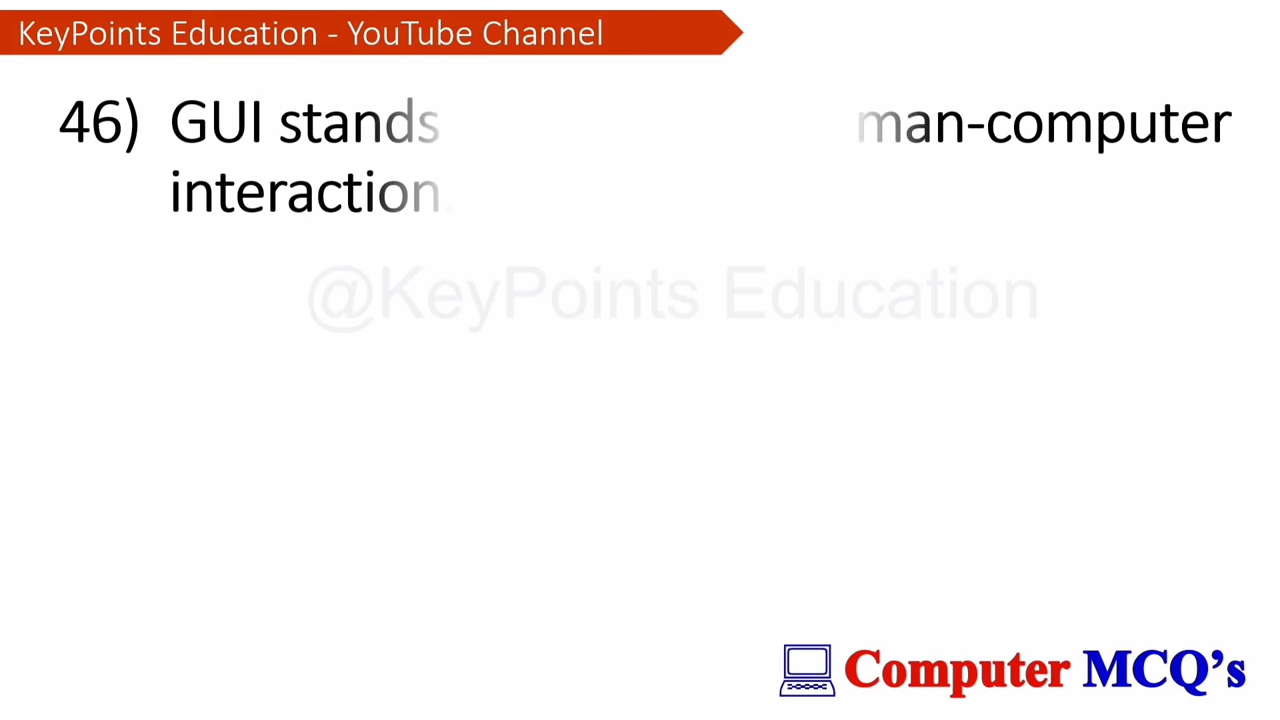 KeyPoints Education - YouTube Channel
46) GUI stands man-computer
interaction.
@KeyPoints Education
Computer MCQ's